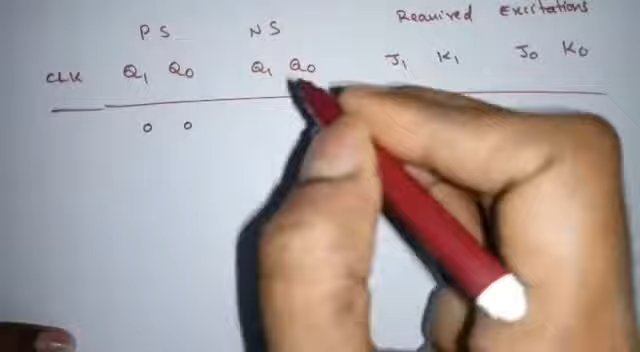 Required Excitations
PS NS
CLK Q1 Q0 Q1 Q0 J1 K1 J0 K0
0 0